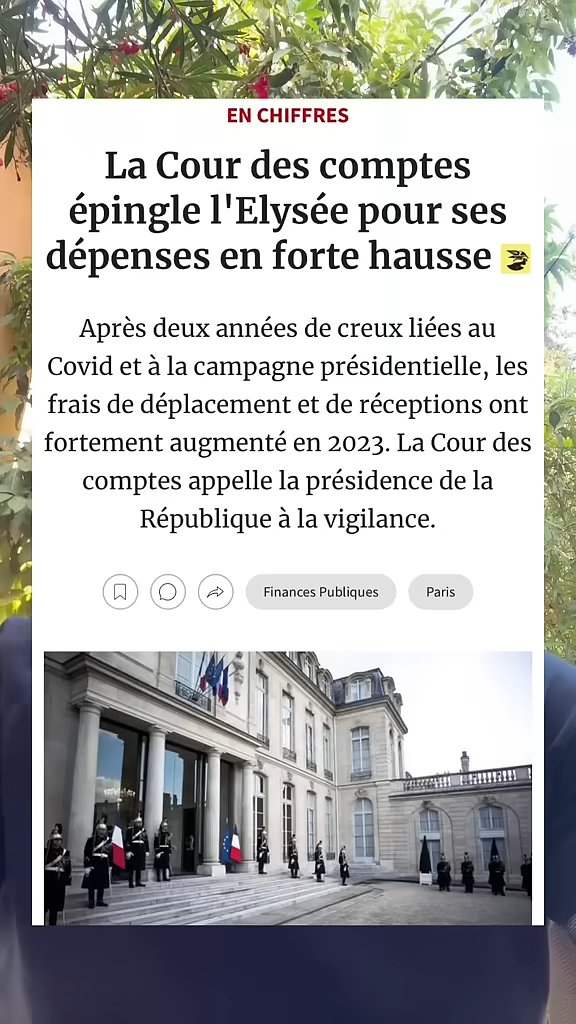 EN CHIFFRES
La Cour des comptes
épingle l'Elysée pour ses
dépenses en forte hausse
Après deux années de creux liées au
Covid et à la campagne présidentielle, les
frais de déplacement et de réceptions ont
fortement augmenté en 2023. La Cour des
comptes appelle la présidence de la
République à la vigilance.
Finances Publiques
Paris